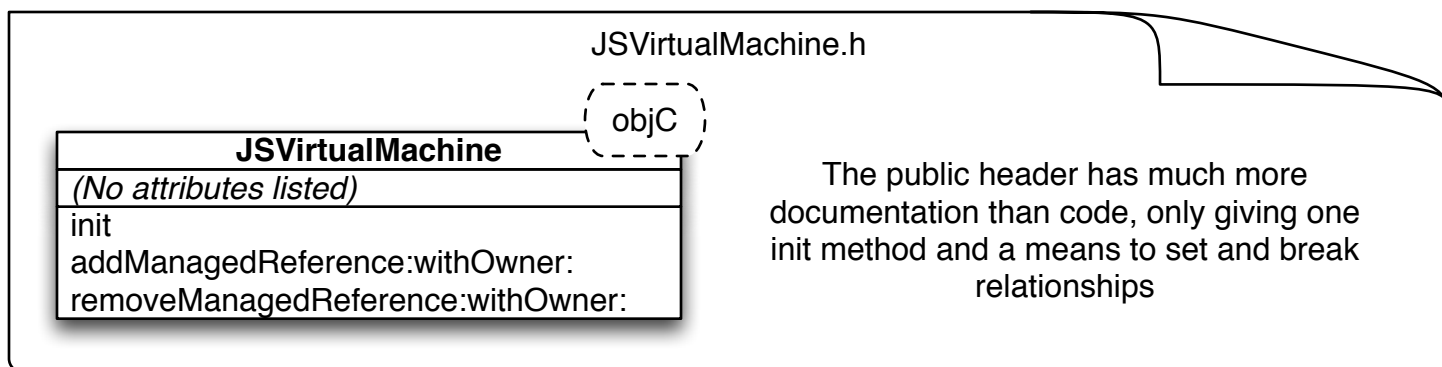 JSVirtualMachine.h
objC
JSVirtualMachine
(No attributes listed)
init
addManagedReference:withOwner:
removeManagedReference:withOwner:
The public header has much more
documentation than code, only giving one
init method and a means to set and break
relationships